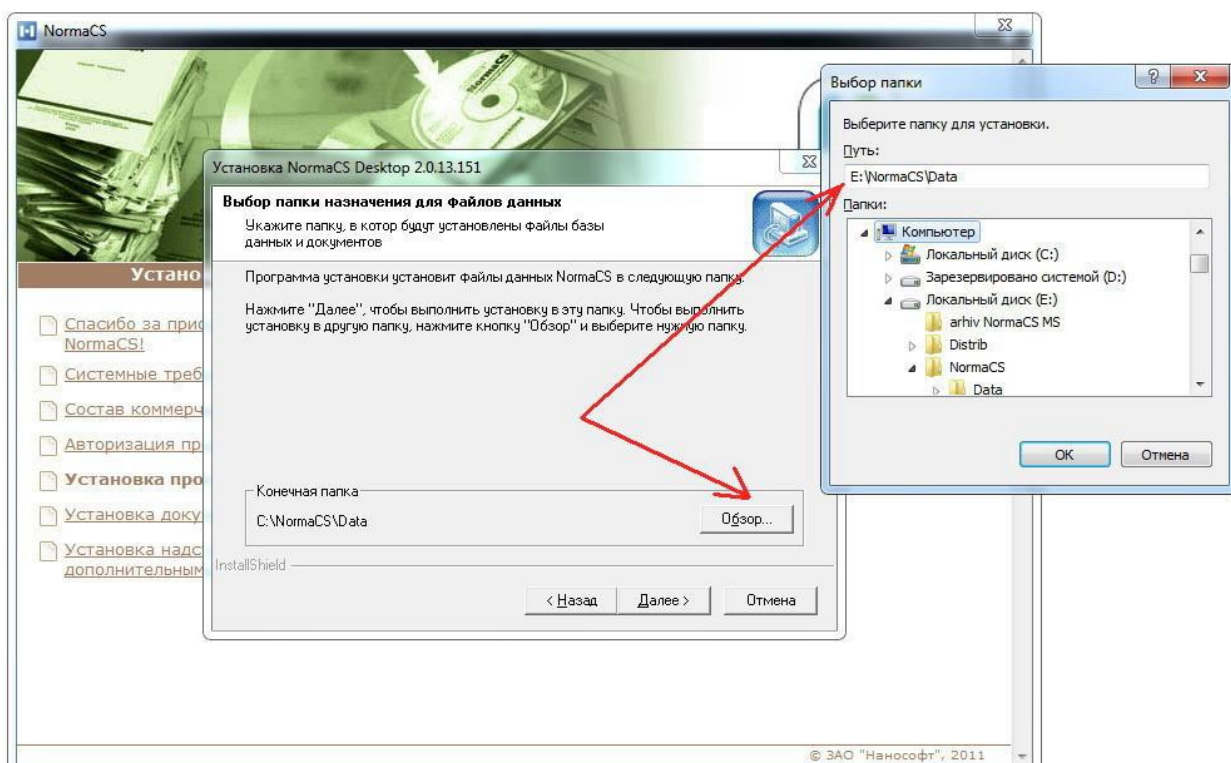 NormaCS
Установка NormaCS Desktop 2.0.13.151
Выбор папки назначения для файлов данных
Укажите папку, в котор будут установлены файлы базы
данных и документов
Программа установки установит файлы данных NormaCS в следующую папку.
Нажмите "Далее", чтобы выполнить установку в эту папку. Чтобы выполнить
установку в другую папку, нажмите кнопку "Обзор" и выберите нужную папку.
Конечная папка
C:\NormaCS\Data
Обзор...
InstallShield
< Назад
Далее >
Отмена
Выбор папки
Выберите папку для установки.
Путь:
E:\NormaCS\Data
Папки:
Компьютер
Локальный диск (C:)
Зарезервировано системой (D:)
Локальный диск (E:)
arhiv NormaCS MS
Distrib
NormaCS
Data
OK
Отмена
Устано
Спасибо за прио
NormaCS!
Системные треб
Состав коммерч
Авторизация пр
Установка про
Установка доку
Установка надс
дополнительным
© ЗАО "Нанософт", 2011